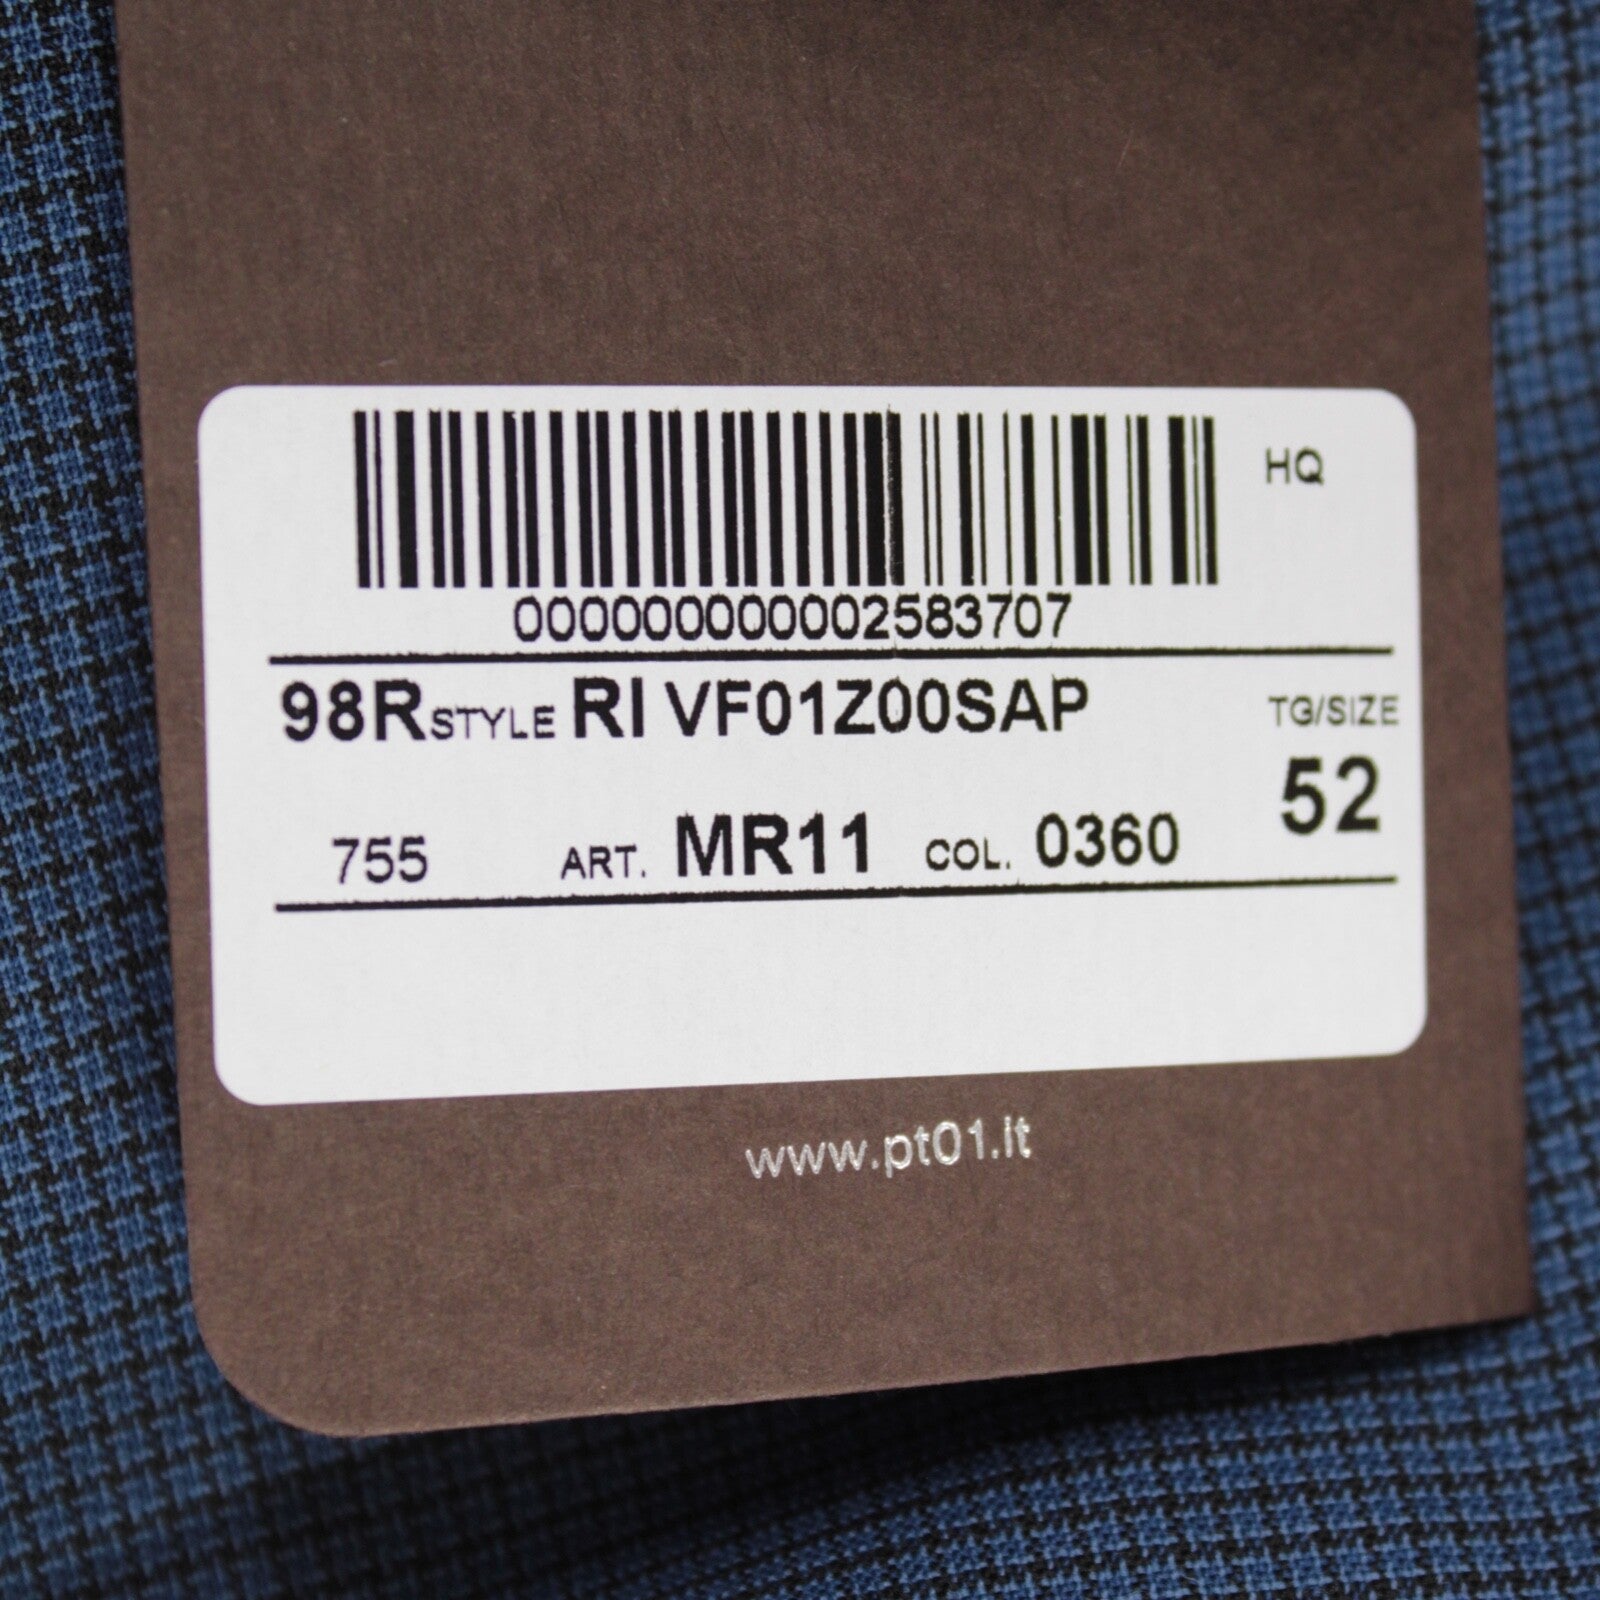 HQ
000000000002583707
98R STYLE RI VF01Z00SAP TG/SIZE
52
755 ART. MR11 COL. 0360
www.pt01.it